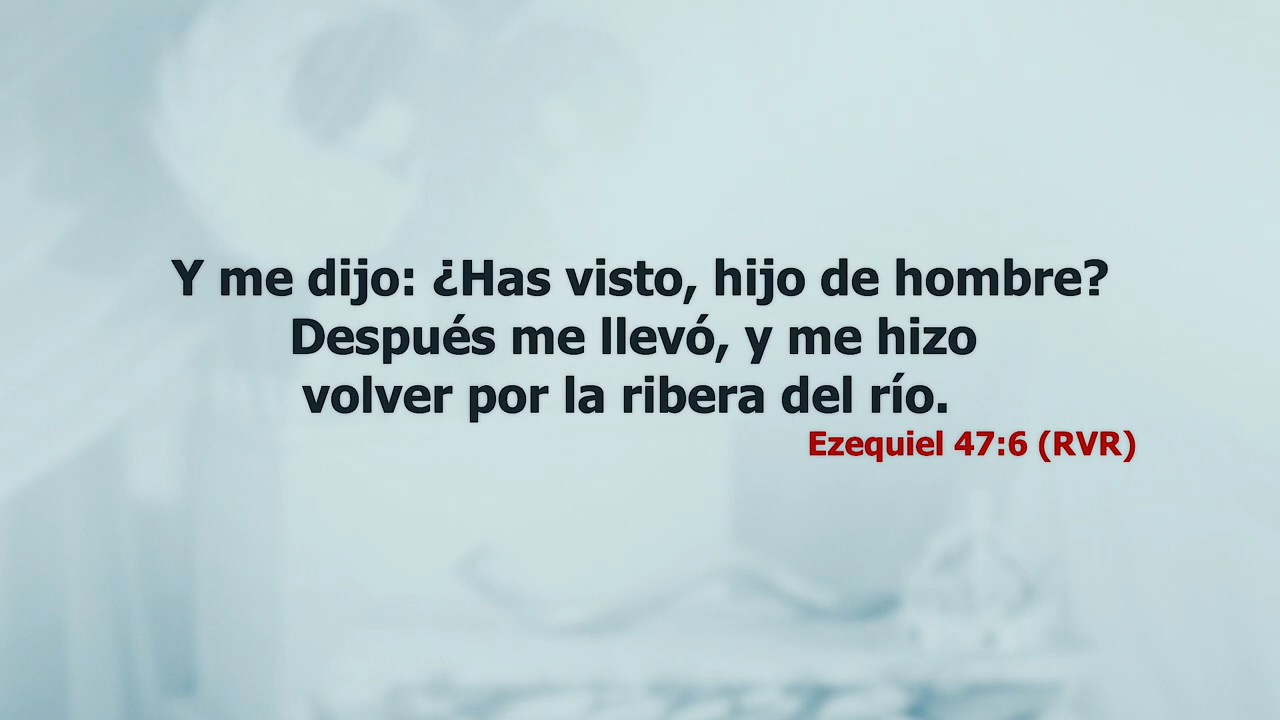 Y me dijo: ¿Has visto, hijo de hombre?
Después me llevó, y me hizo
volver por la ribera del río.
Ezequiel 47:6 (RVR)